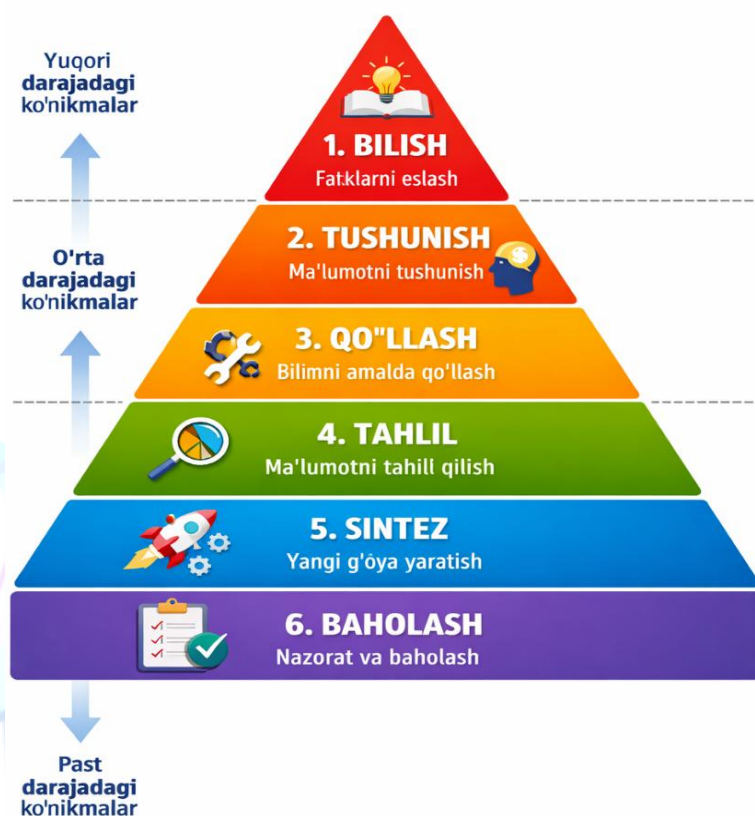 Yuqori
darajadagi
ko'nikmalar
1. BILISH
Fatklarni eslash
2. TUSHUNISH
Ma'lumotni tushunish
O'rta
darajadagi
ko'nikmalar
3. QO"LLASH
Bilimni amalda qo'llash
4. TAHLIL
Ma'lumotni tahill qilish
5. SINTEZ
Yangi g'ôya yaratish
6. BAHOLASH
Nazorat va baholash
Past
darajadagi
ko'nikmalar